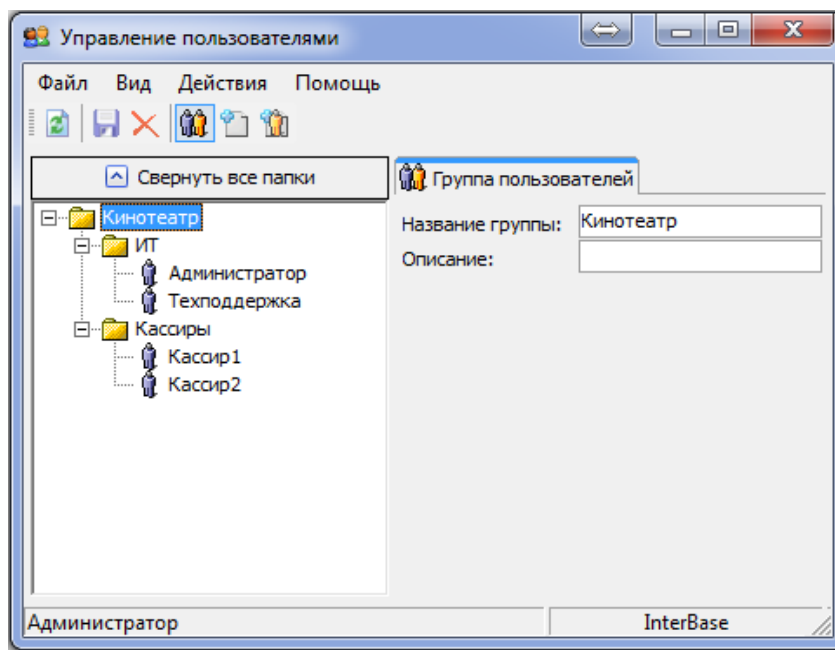 Управление пользователями
Файл Вид Действия Помощь
Свернуть все папки
Группа пользователей
Кинотеатр
ИТ
Администратор
Техподдержка
Кассиры
Кассир1
Кассир2
Название группы: Кинотеатр
Описание:
Администратор
InterBase